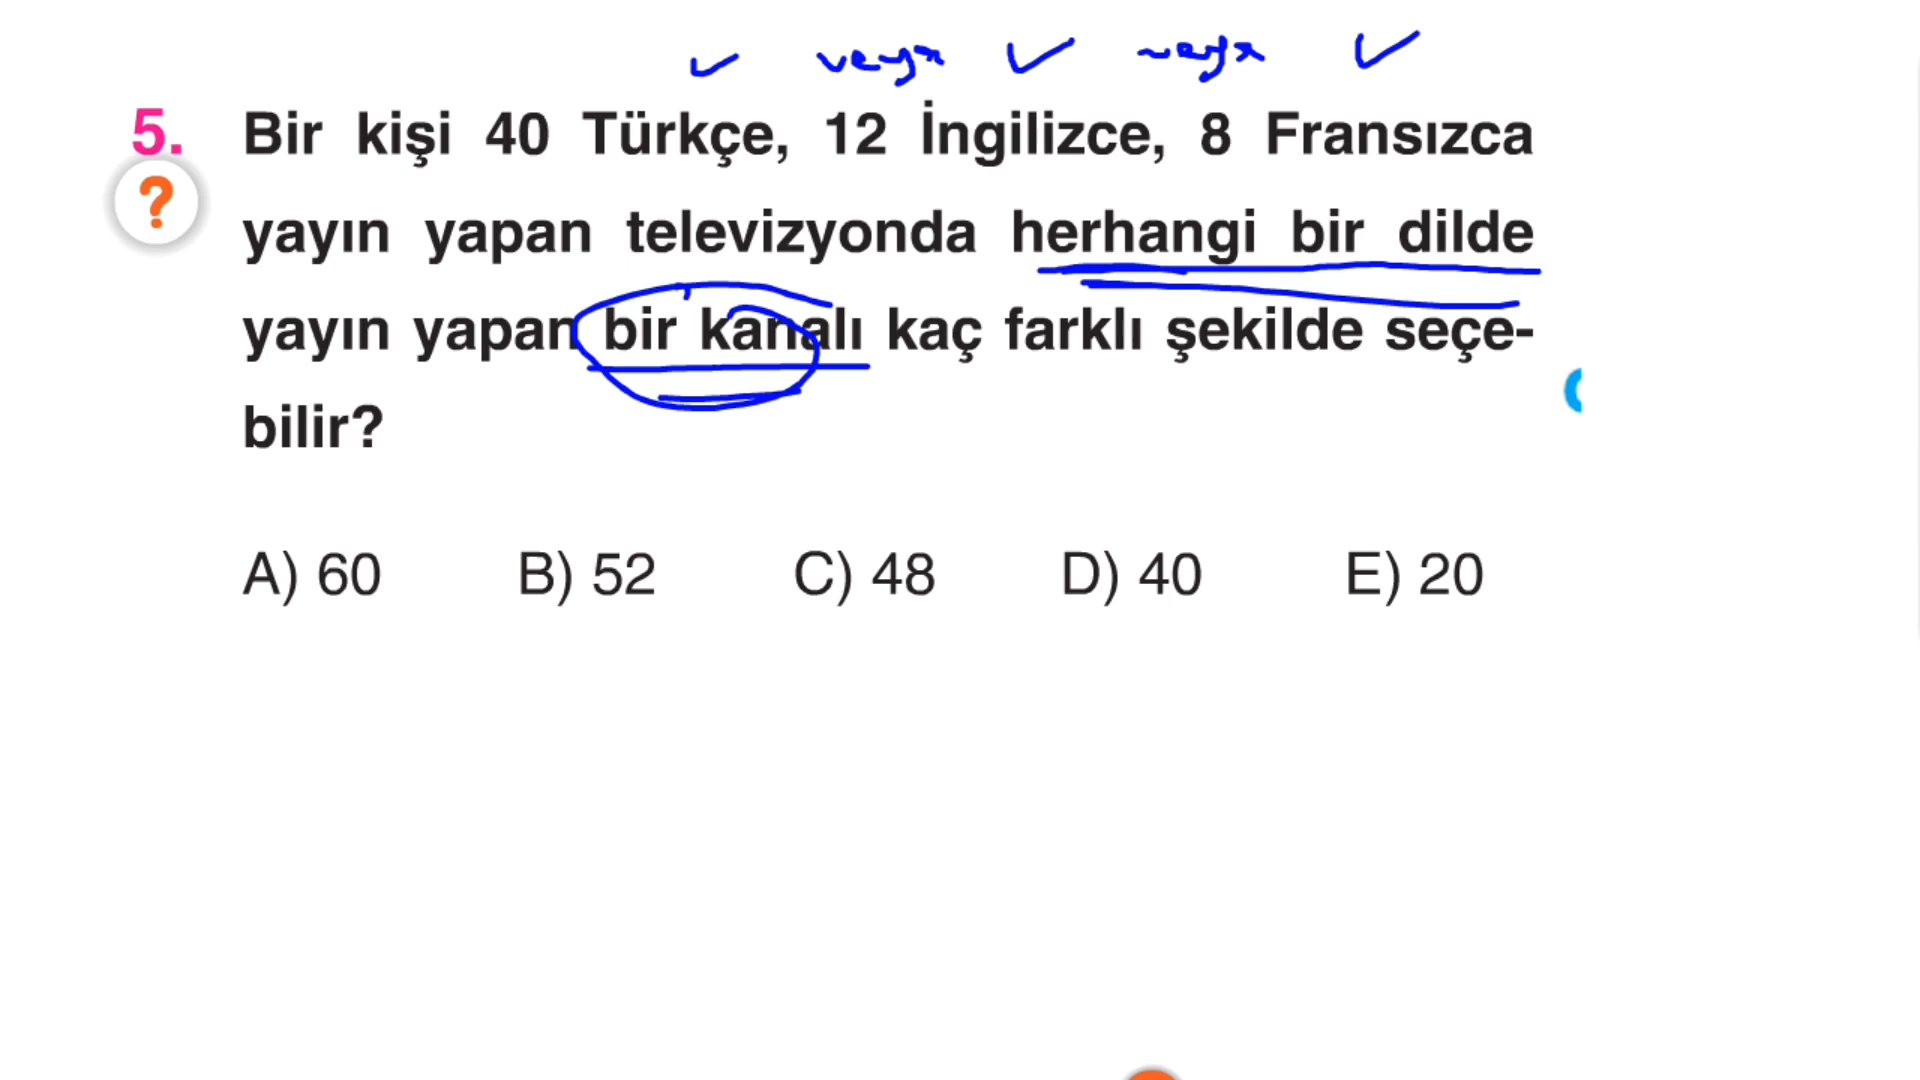 veya veya
5. Bir kişi 40 Türkçe, 12 İngilizce, 8 Fransızca
?
yayın yapan televizyonda herhangi bir dilde
yayın yapan bir kanalı kaç farklı şekilde seçe-
bilir?
A) 60 B) 52 C) 48 D) 40 E) 20